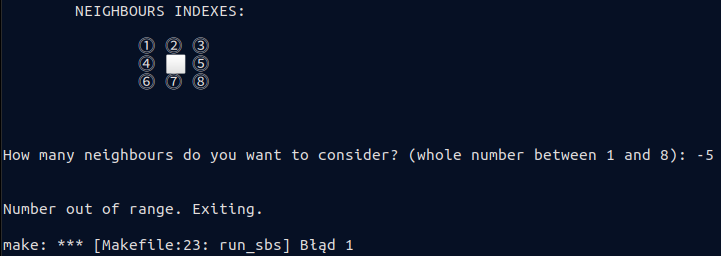 NEIGHBOURS INDEXES:
① ② ③
④ ⬜ ⑤
⑥ ⑦ ⑧
How many neighbours do you want to consider? (whole number between 1 and 8): -5
Number out of range. Exiting.
make: *** [Makefile:23: run_sbs] Błąd 1